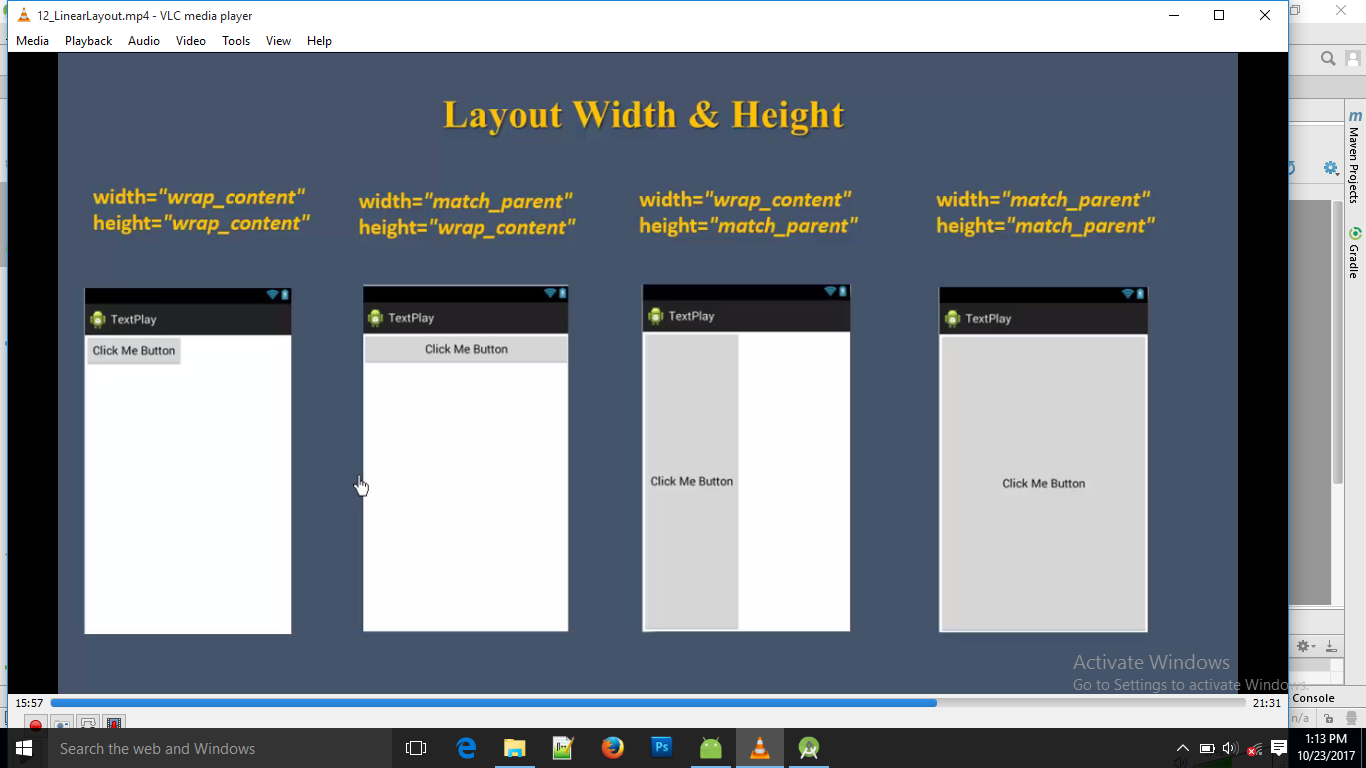 12_LinearLayout.mp4 - VLC media player
Media Playback Audio Video Tools View Help
Layout Width & Height
width="wrap_content"
height="wrap_content"
width="match_parent"
height="wrap_content"
width="wrap_content"
height="match_parent"
width="match_parent"
height="match_parent"
TextPlay
Click Me Button
TextPlay
Click Me Button
TextPlay
Click Me Button
TextPlay
Click Me Button
m
Maven Projects
Gradle
Activate Windows
Go to Settings to activate Windows.
Console
15:57
21:31
n/a
Search the web and Windows
Ps
1:13 PM
10/23/2017